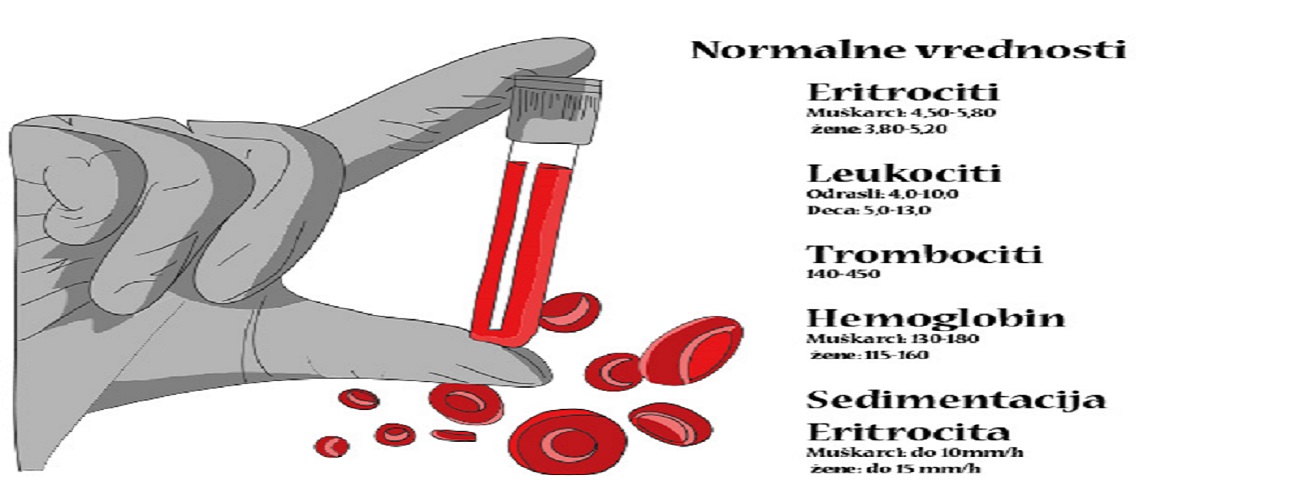 Normalne vrednosti
Eritrociti
Muškarci: 4,50-5,80
žene: 3,80-5,20
Leukociti
Odrasli: 4,0-10,0
Deca: 5,0-13,0
Trombociti
140-450
Hemoglobin
Muškarci: 130-180
žene: 115-160
Sedimentacija
Eritrocita
Muškarci: do 10mm/h
žene: do 15 mm/h